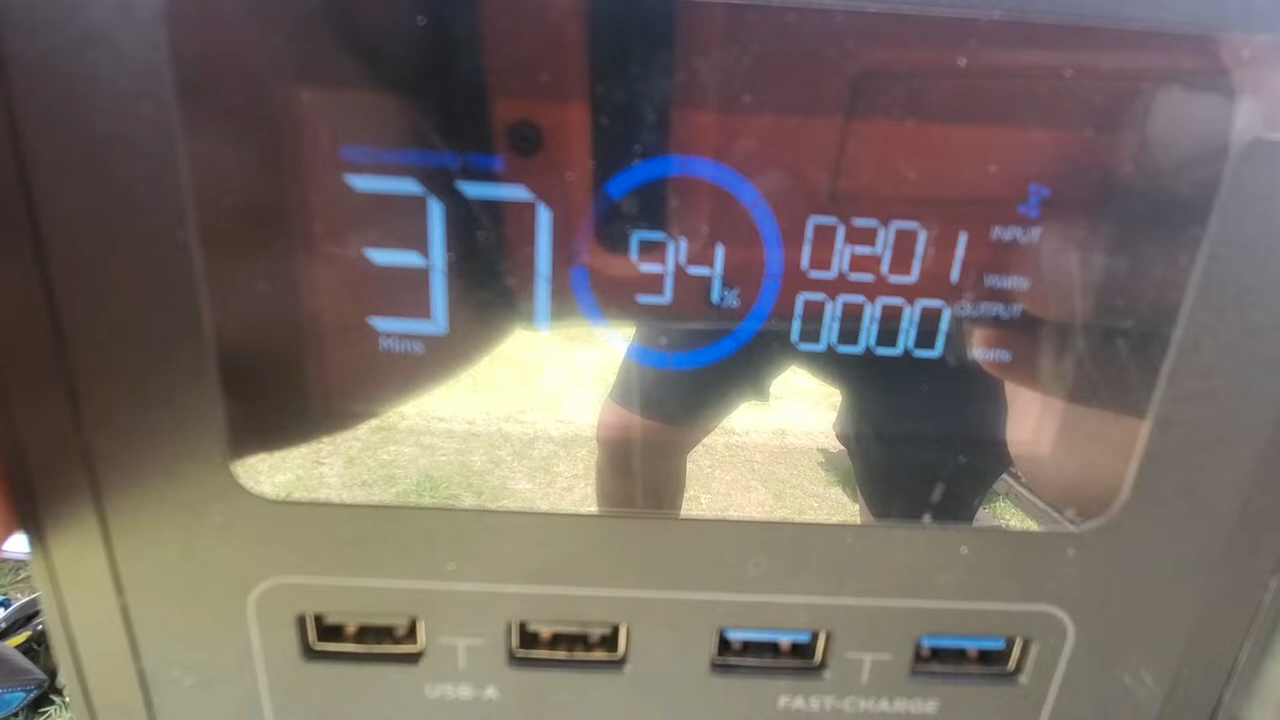 37
Mins
94%
0201
INPUT
Watts
0000
OUTPUT
Watts
USB-A
FAST-CHARGE